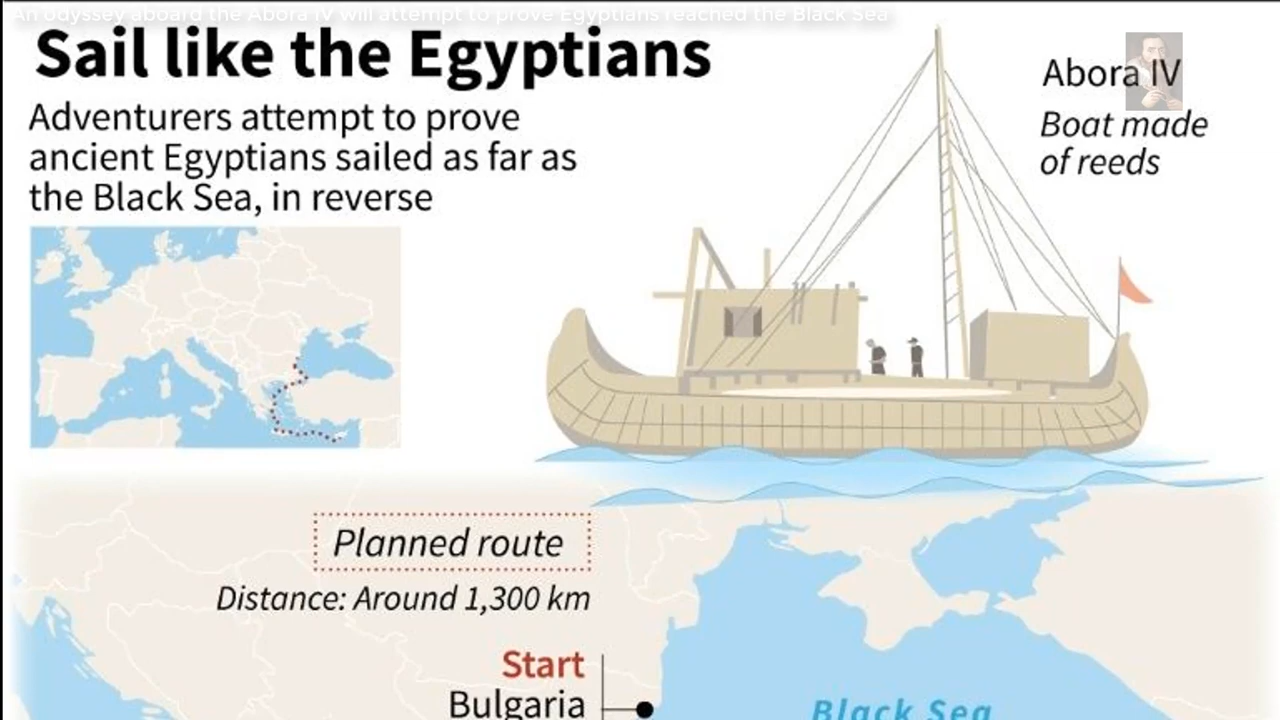 An odyssey aboard the Abora IV will attempt to prove Egyptians reached the Black Sea
Sail like the Egyptians
Adventurers attempt to prove
ancient Egyptians sailed as far as
the Black Sea, in reverse
Abora IV
Boat made
of reeds
Planned route
Distance: Around 1,300 km
Start
Bulgaria
Black Sea